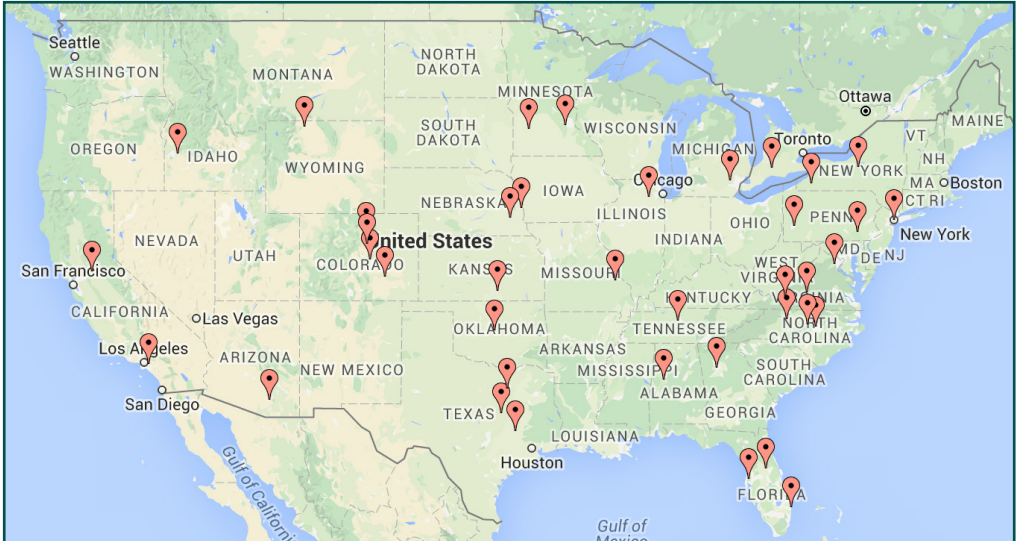 Seattle
WASHINGTON
MONTANA
NORTH
DAKOTA
MINNESOTA
Ottawa
MAINE
OREGON
IDAHO
SOUTH
DAKOTA
WISCONSIN
MICHIGAN
Toronto
VT
NH
WYOMING
NEW YORK
MA
Boston
CT
RI
NEBRASKA
IOWA
Chicago
ILLINOIS
OHIO
PENN
New York
NEVADA
UTAH
COLORADO
United States
INDIANA
MD
DE
NJ
San Francisco
KANSAS
MISSOURI
WEST
VIRGINIA
CALIFORNIA
Las Vegas
KENTUCKY
VIRGINIA
OKLAHOMA
TENNESSEE
NORTH
CAROLINA
Los Angeles
ARIZONA
NEW MEXICO
ARKANSAS
MISSISSIPPI
SOUTH
CAROLINA
San Diego
TEXAS
ALABAMA
GEORGIA
LOUISIANA
Houston
Gulf of Californi
FLORIDA
Gulf of
Mexico